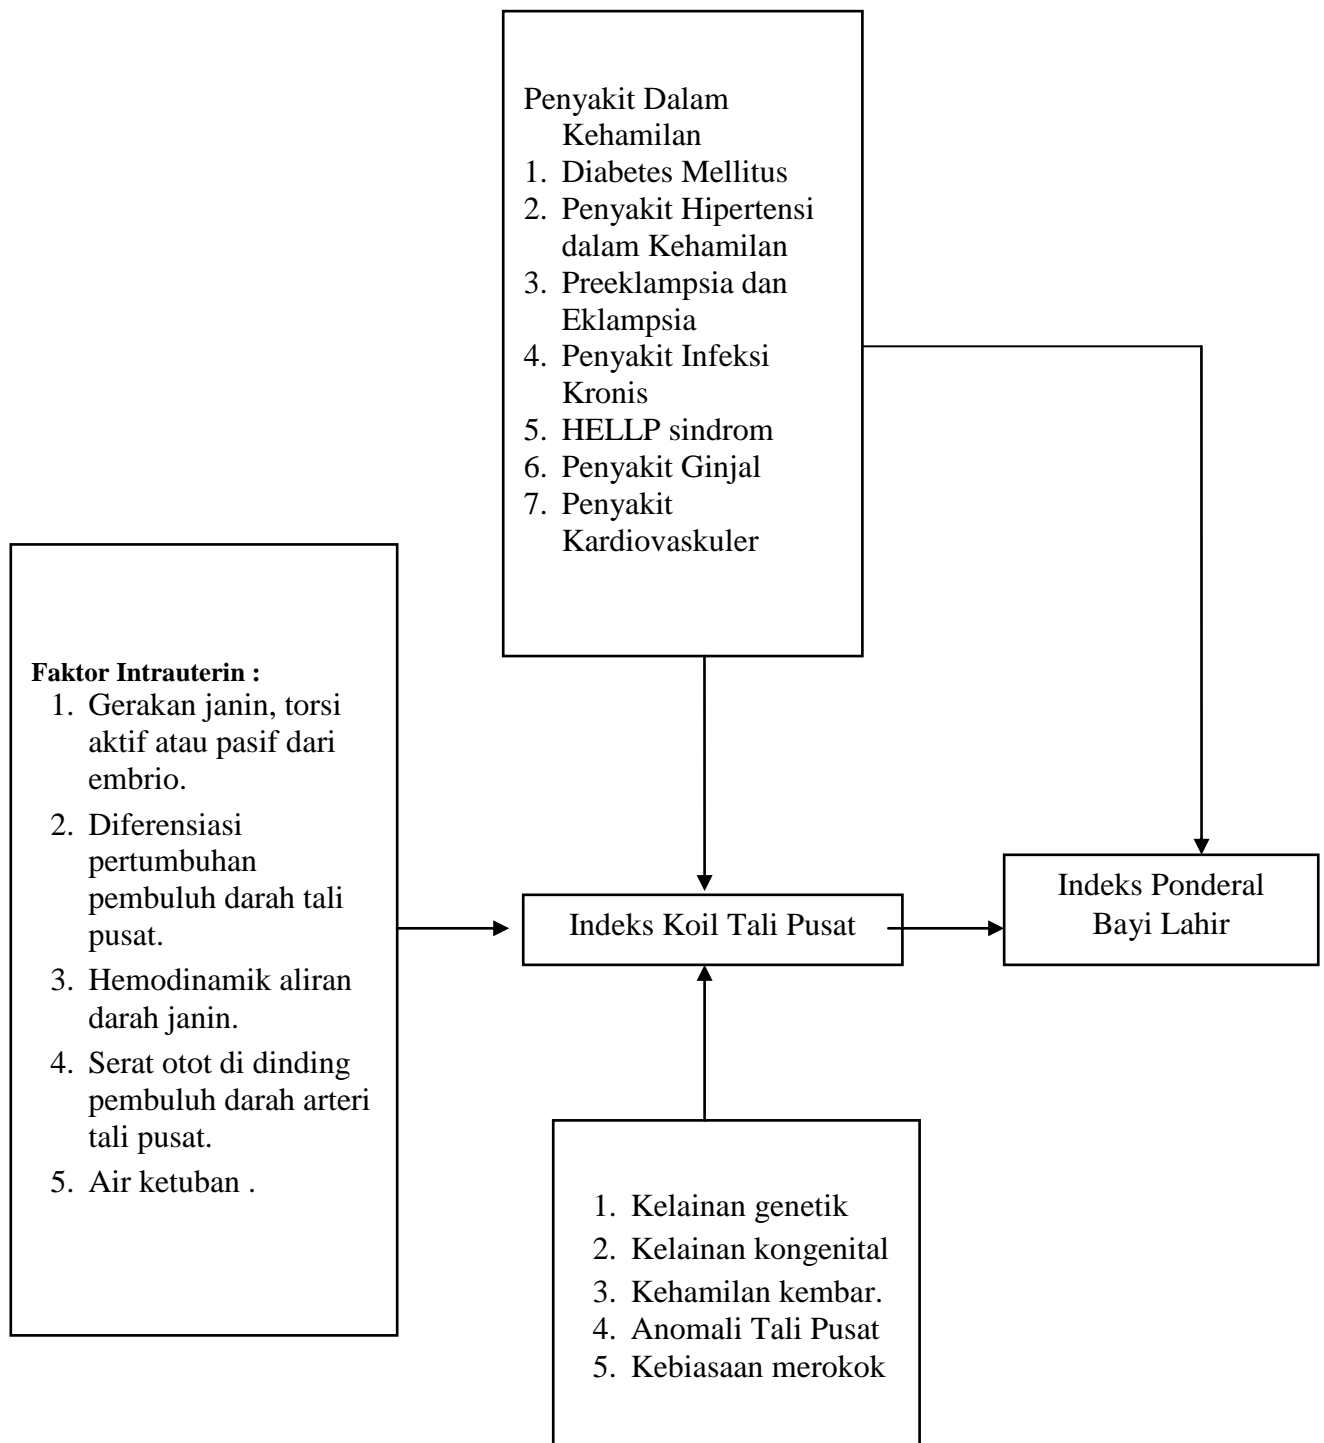 Penyakit Dalam
Kehamilan
1. Diabetes Mellitus
2. Penyakit Hipertensi
dalam Kehamilan
3. Preeklampsia dan
Eklampsia
4. Penyakit Infeksi
Kronis
5. HELLP sindrom
6. Penyakit Ginjal
7. Penyakit
Kardiovaskuler
Faktor Intrauterin :
1. Gerakan janin, torsi
aktif atau pasif dari
embrio.
2. Diferensiasi
pertumbuhan
pembuluh darah tali
pusat.
3. Hemodinamik aliran
darah janin.
4. Serat otot di dinding
pembuluh darah arteri
tali pusat.
5. Air ketuban .
Indeks Koil Tali Pusat
Indeks Ponderal
Bayi Lahir
1. Kelainan genetik
2. Kelainan kongenital
3. Kehamilan kembar.
4. Anomali Tali Pusat
5. Kebiasaan merokok